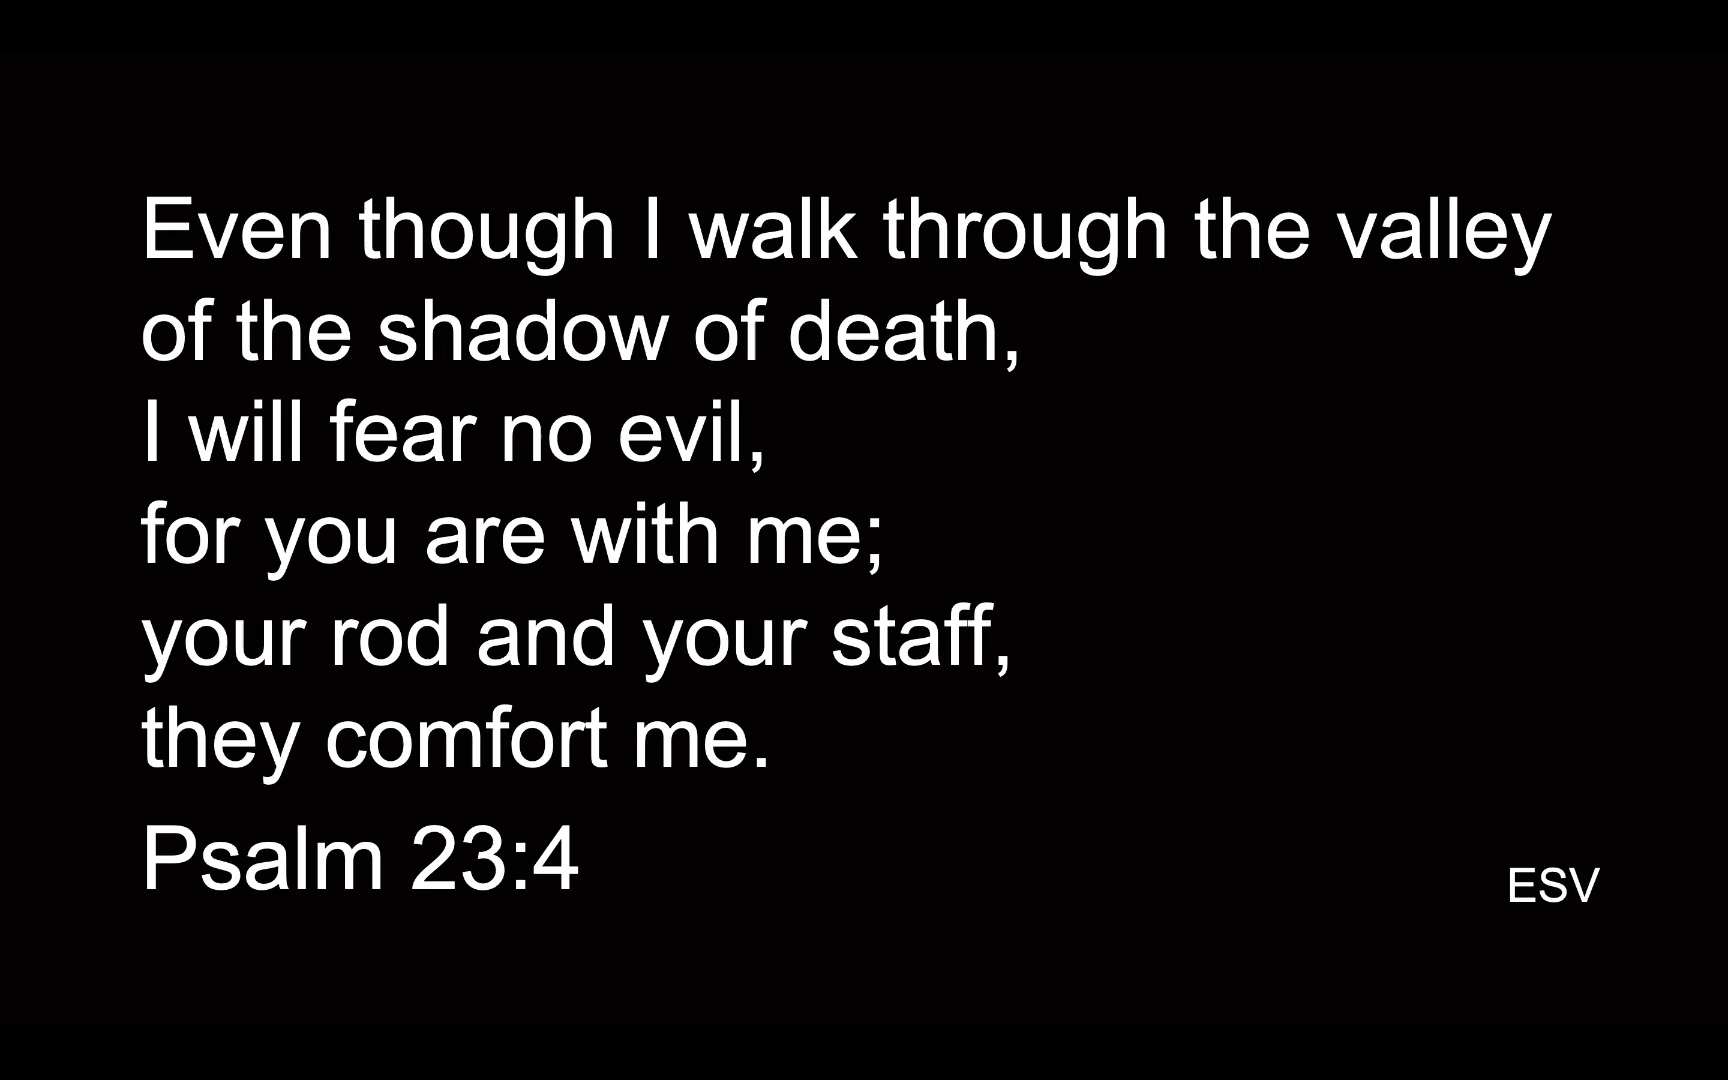 Even though I walk through the valley
of the shadow of death,
I will fear no evil,
for you are with me;
your rod and your staff,
they comfort me.
Psalm 23:4
ESV